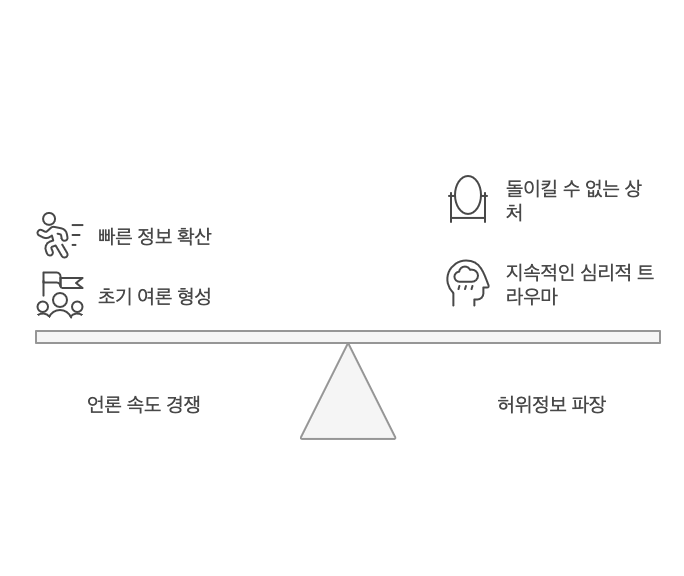 빠른 정보 확산
초기 여론 형성
돌이킬 수 없는 상
처
지속적인 심리적 트
라우마
언론 속도 경쟁
허위정보 파장